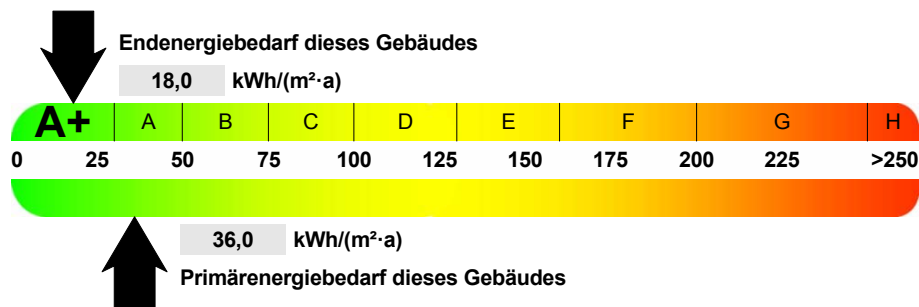 Endenergiebedarf dieses Gebäudes
18,0 kWh/(m²·a)
A+ A B C D E F G H
0 25 50 75 100 125 150 175 200 225 >250
36,0 kWh/(m²·a)
Primärenergiebedarf dieses Gebäudes